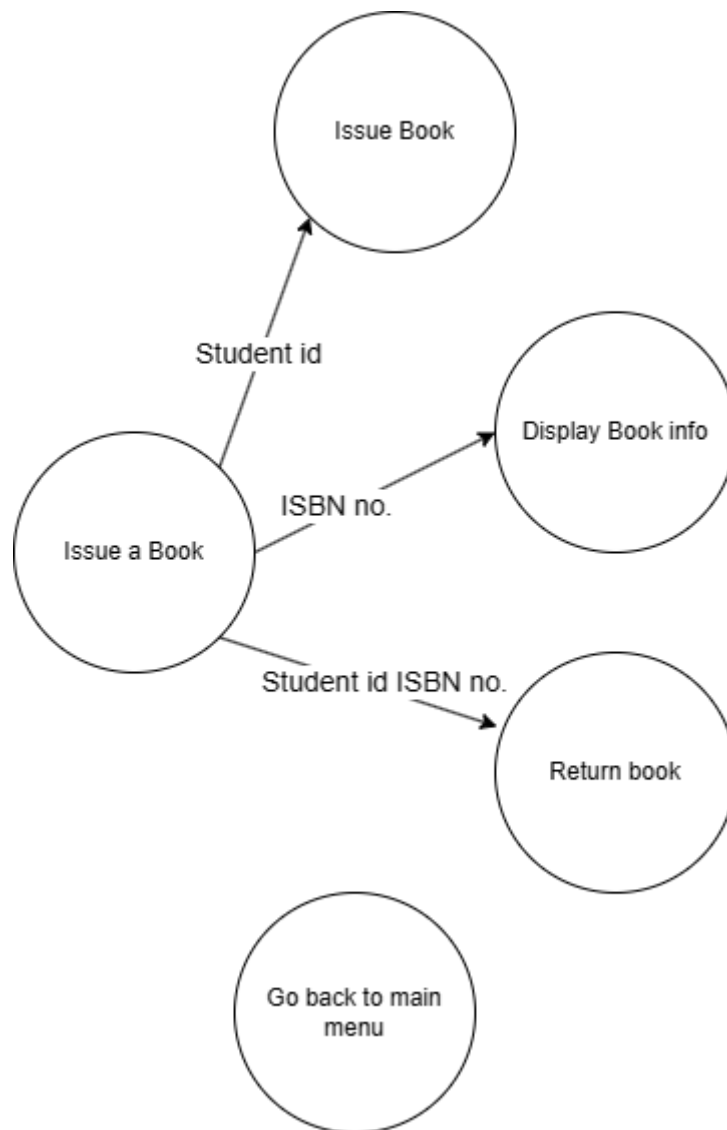 Issue Book
Student id
Display Book info
ISBN no.
Issue a Book
Student id ISBN no.
Return book
Go back to main
menu